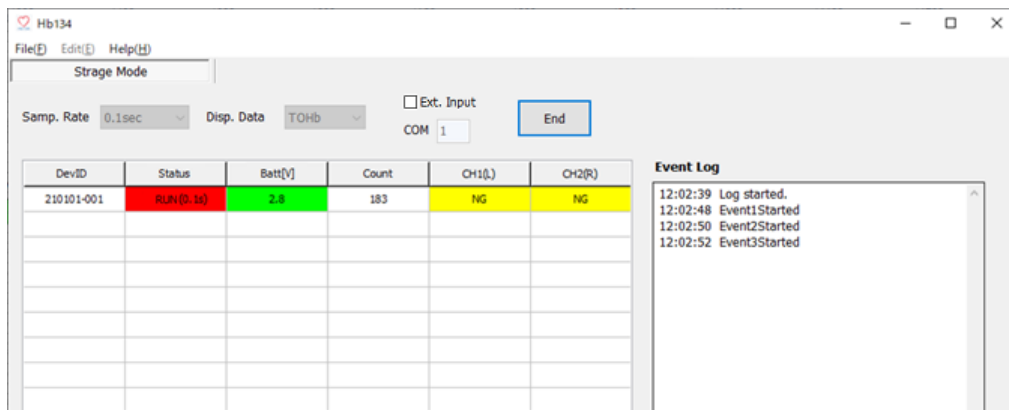 Hb134
File(F) Edit(E) Help(H)
Strage Mode
Samp. Rate 0.1sec Disp. Data TOHb
Ext. Input
COM 1
End
DevID Status Batt[V] Count CH1(L) CH2(R)
210101-001 RUN(0.1s) 2.8 183 NG NG
Event Log
12:02:39 Log started.
12:02:48 Event1Started
12:02:50 Event2Started
12:02:52 Event3Started